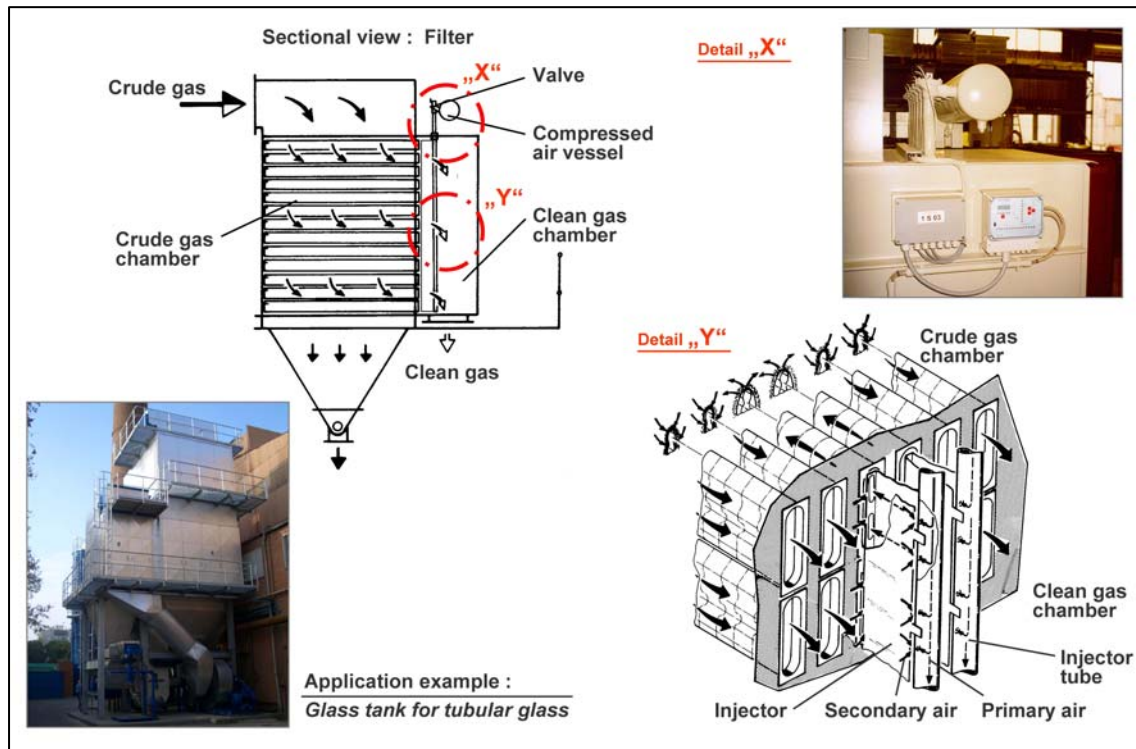 Sectional view : Filter
Crude gas
„X“
Valve
Compressed
air vessel
„Y“
Crude gas
chamber
Clean gas
chamber
Clean gas
Detail „X“
1 S 03
Detail „Y“
Crude gas
chamber
Clean gas
chamber
Injector
tube
Injector
Secondary air
Primary air
Application example :
Glass tank for tubular glass